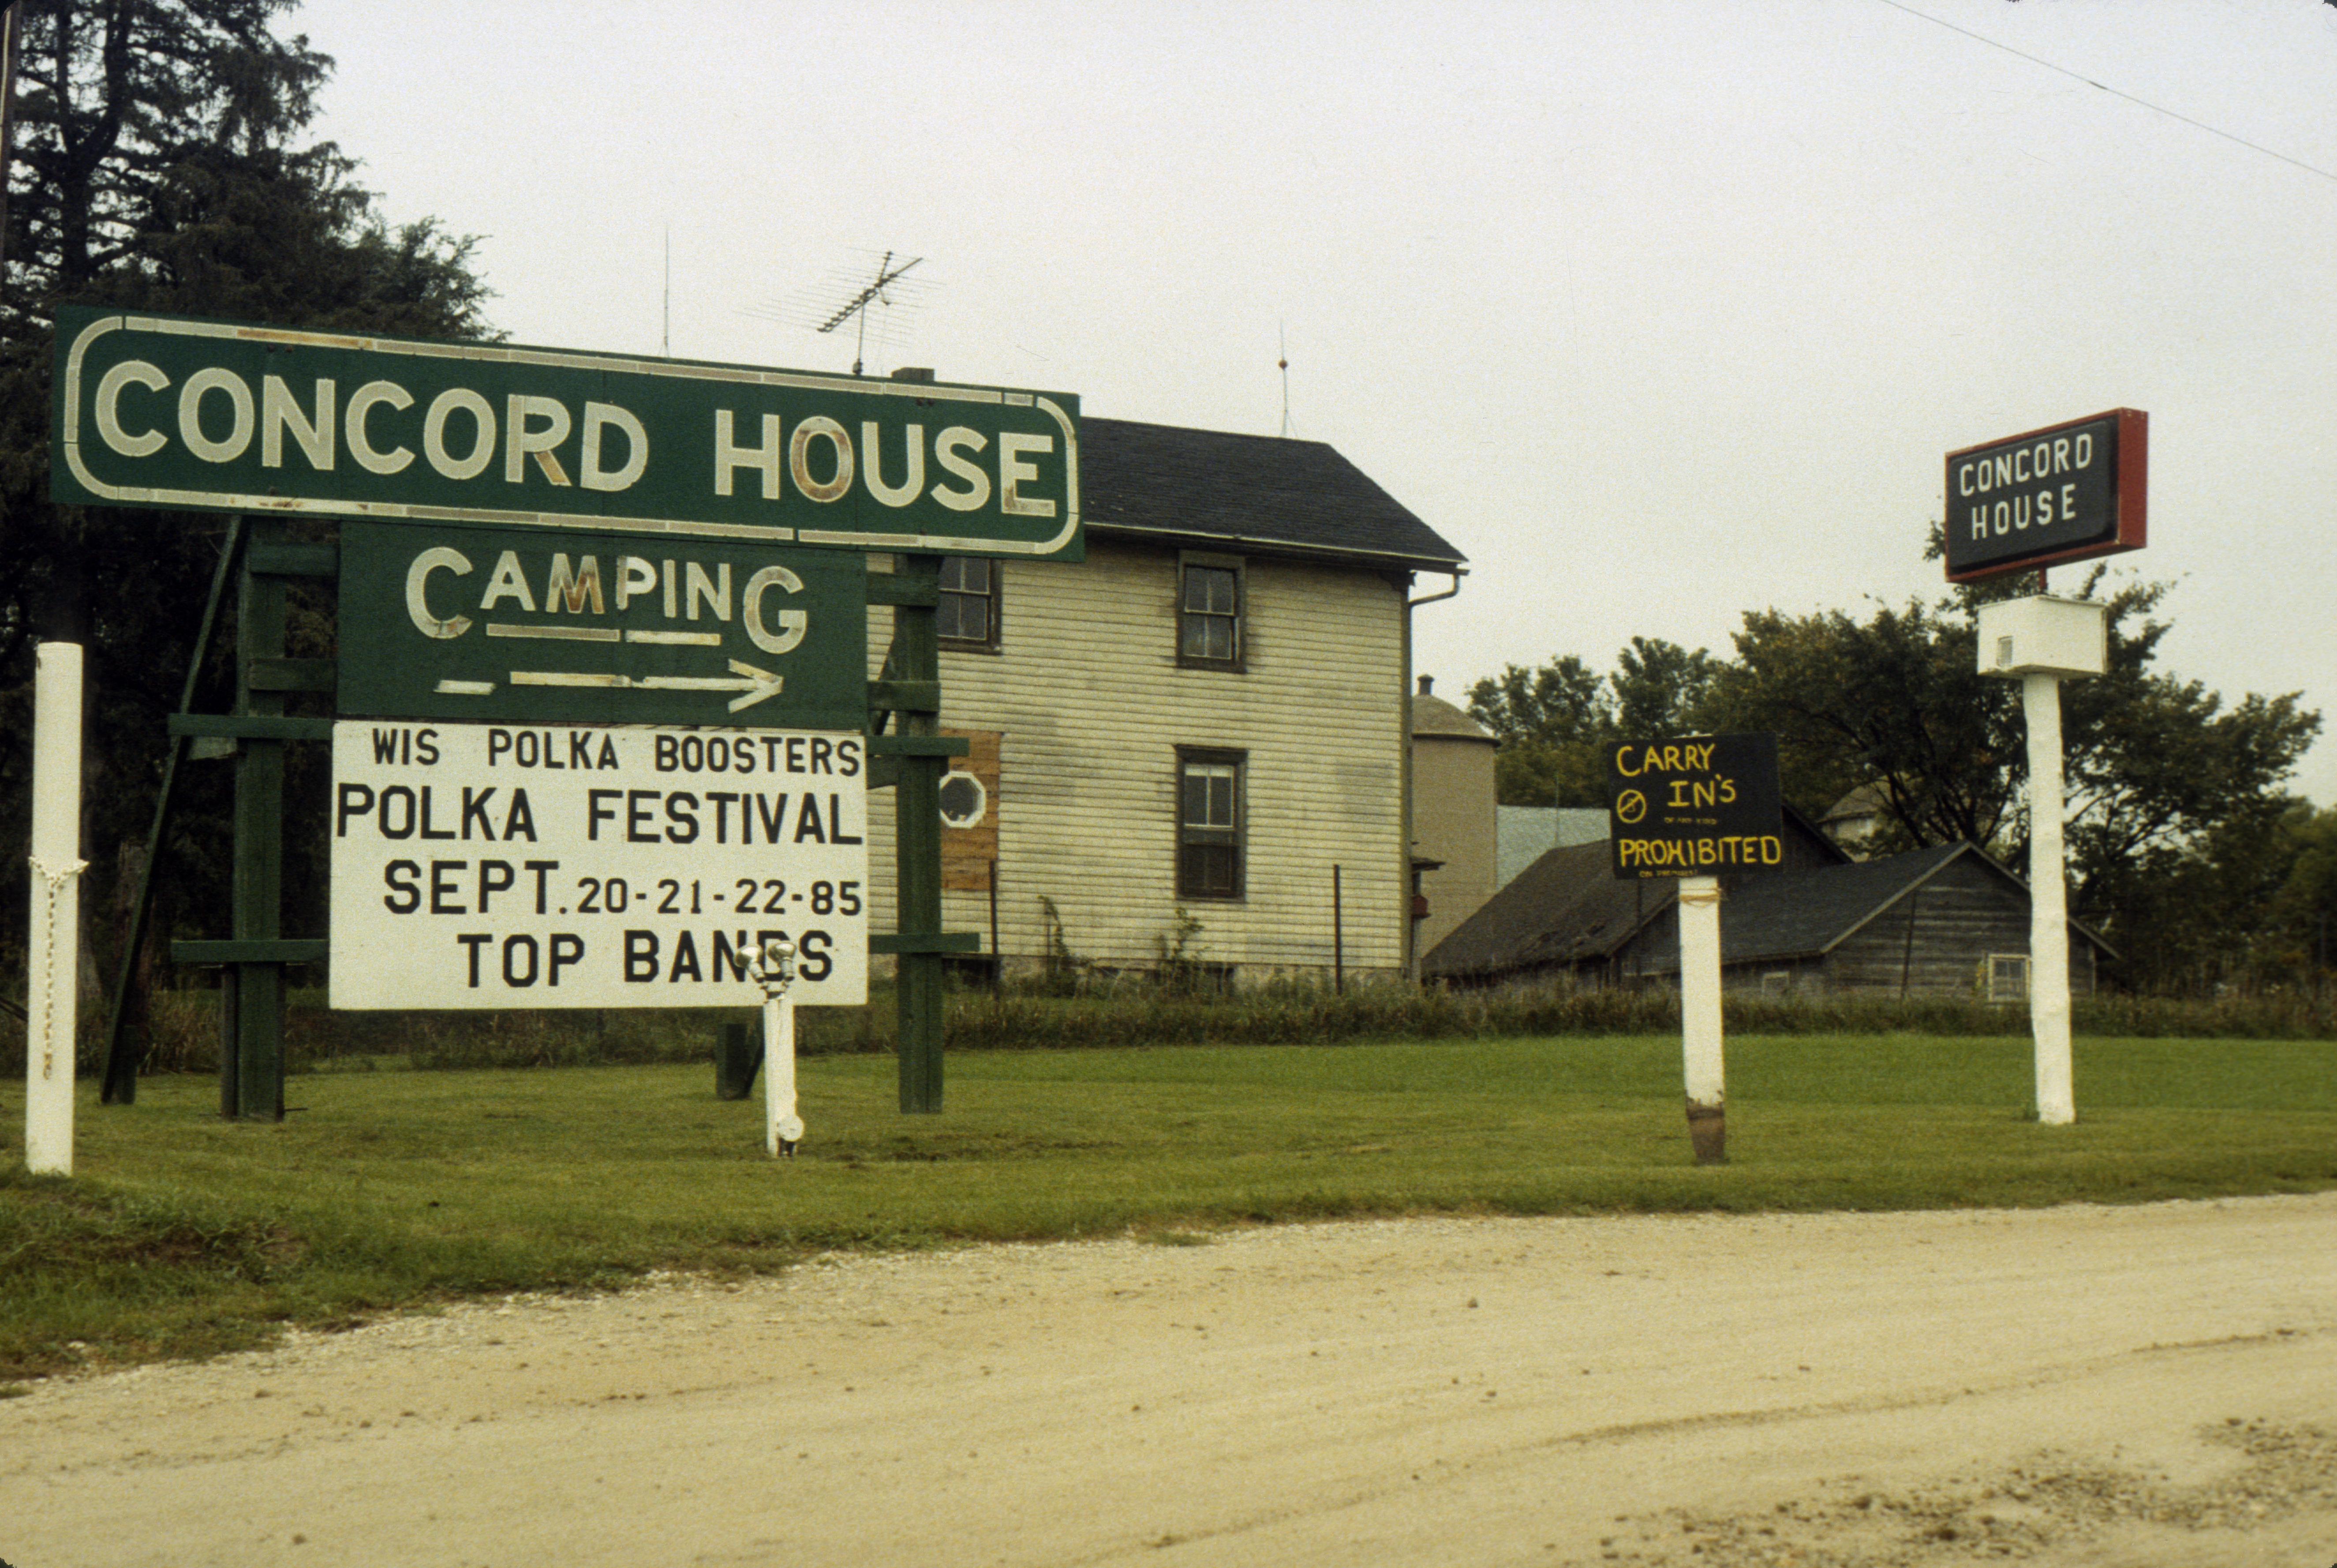 CONCORD HOUSE
CAMPING
WIS POLKA BOOSTERS
POLKA FESTIVAL
SEPT. 20-21-22-85
TOP BANDS
CARRY
IN'S
PROHIBITED
CONCORD
HOUSE